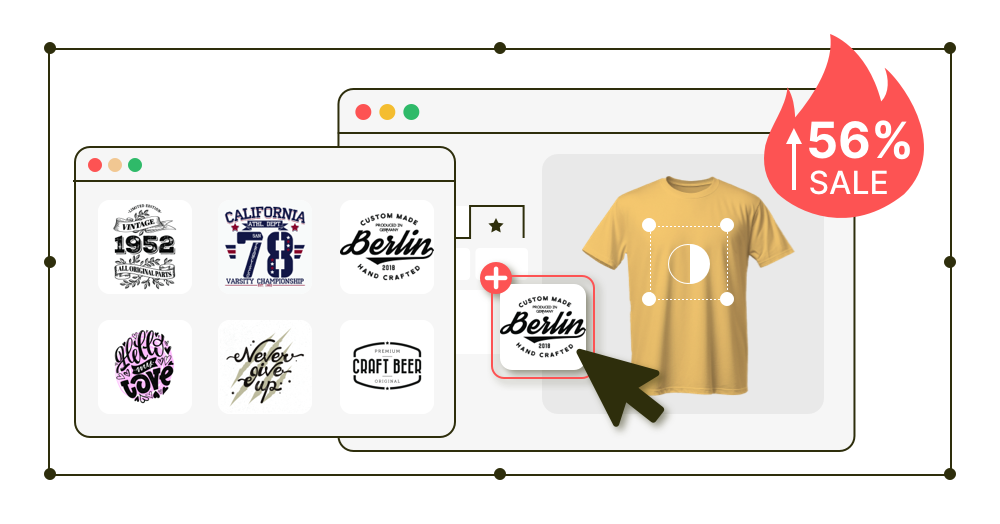 56%
SALE
LIMITED EDITION
VINTAGE
1952
ALL ORIGINAL PARTS
CALIFORNIA
ATHL. DEPT.
SAN
78
VARSITY CHAMPIONSHIP
CUSTOM MADE
PRODUCED IN
GERMANY
Berlin
2018
HAND CRAFTED
Hello
my
Love
Never
give
up
PREMIUM
CRAFT BEER
ORIGINAL
CUSTOM MADE
PRODUCED IN
GERMANY
Berlin
2018
HAND CRAFTED